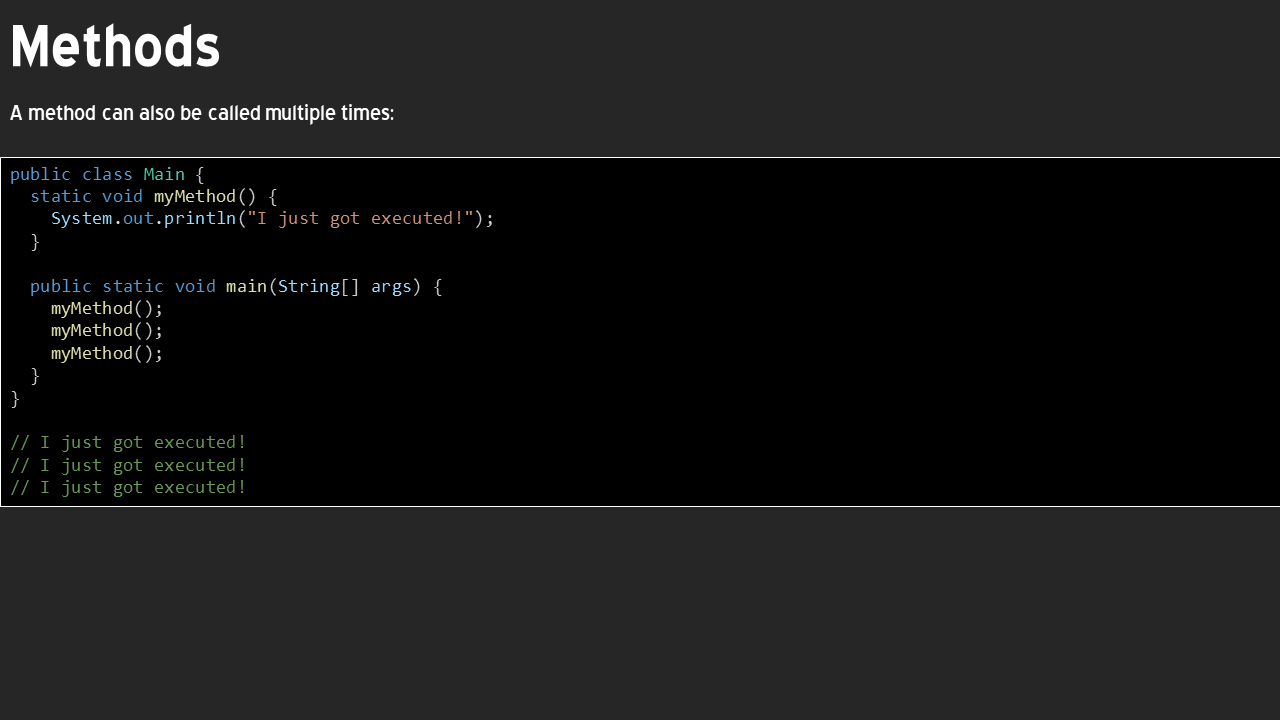 Methods
A method can also be called multiple times:
public class Main {
  static void myMethod() {
    System.out.println("I just got executed!");
  }

  public static void main(String[] args) {
    myMethod();
    myMethod();
    myMethod();
  }
}

// I just got executed!
// I just got executed!
// I just got executed!